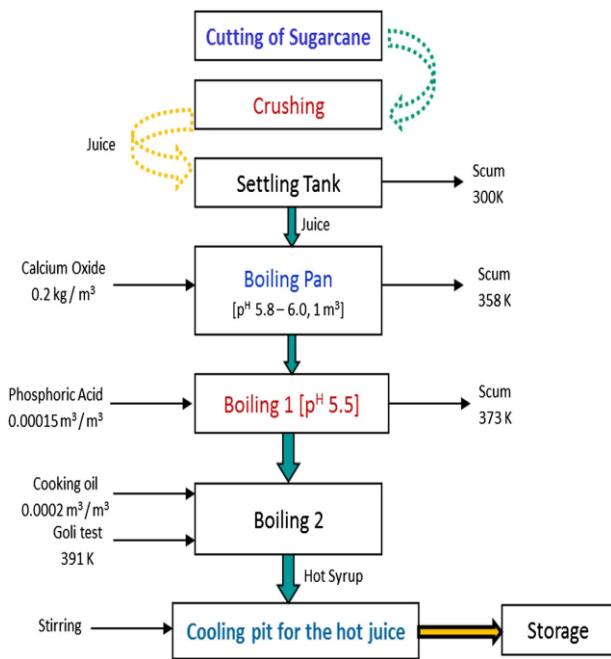 Cutting of Sugarcane
Crushing
Juice
Settling Tank
Scum
300K
Juice
Calcium Oxide
0.2 kg / m³
Boiling Pan
[pᴴ 5.8 – 6.0, 1 m³]
Scum
358 K
Phosphoric Acid
0.00015 m³ / m³
Boiling 1 [pᴴ 5.5]
Scum
373 K
Cooking oil
0.0002 m³/m³
Goli test
391 K
Boiling 2
Hot Syrup
Stirring
Cooling pit for the hot juice
Storage